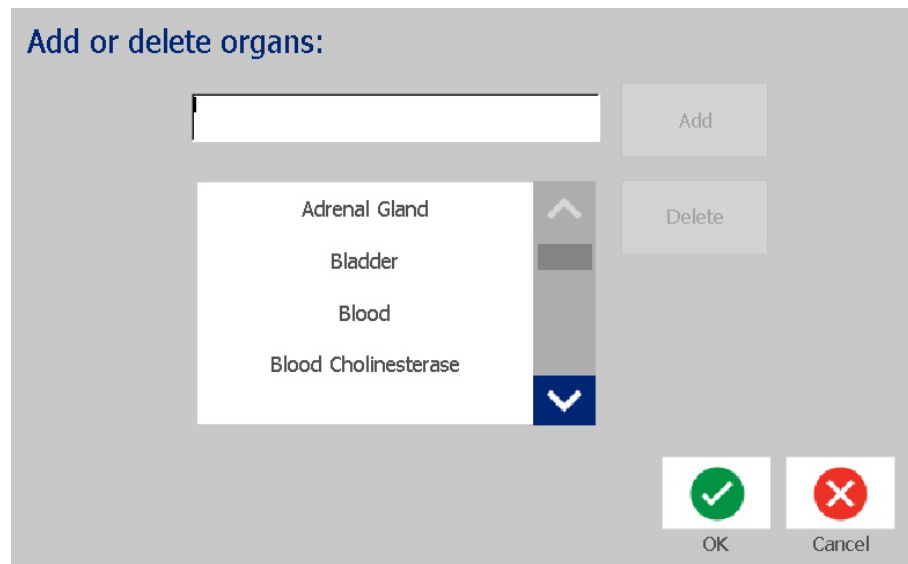 Add or delete organs:
Add
Adrenal Gland
Delete
Bladder
Blood
Blood Cholinesterase
OK
Cancel